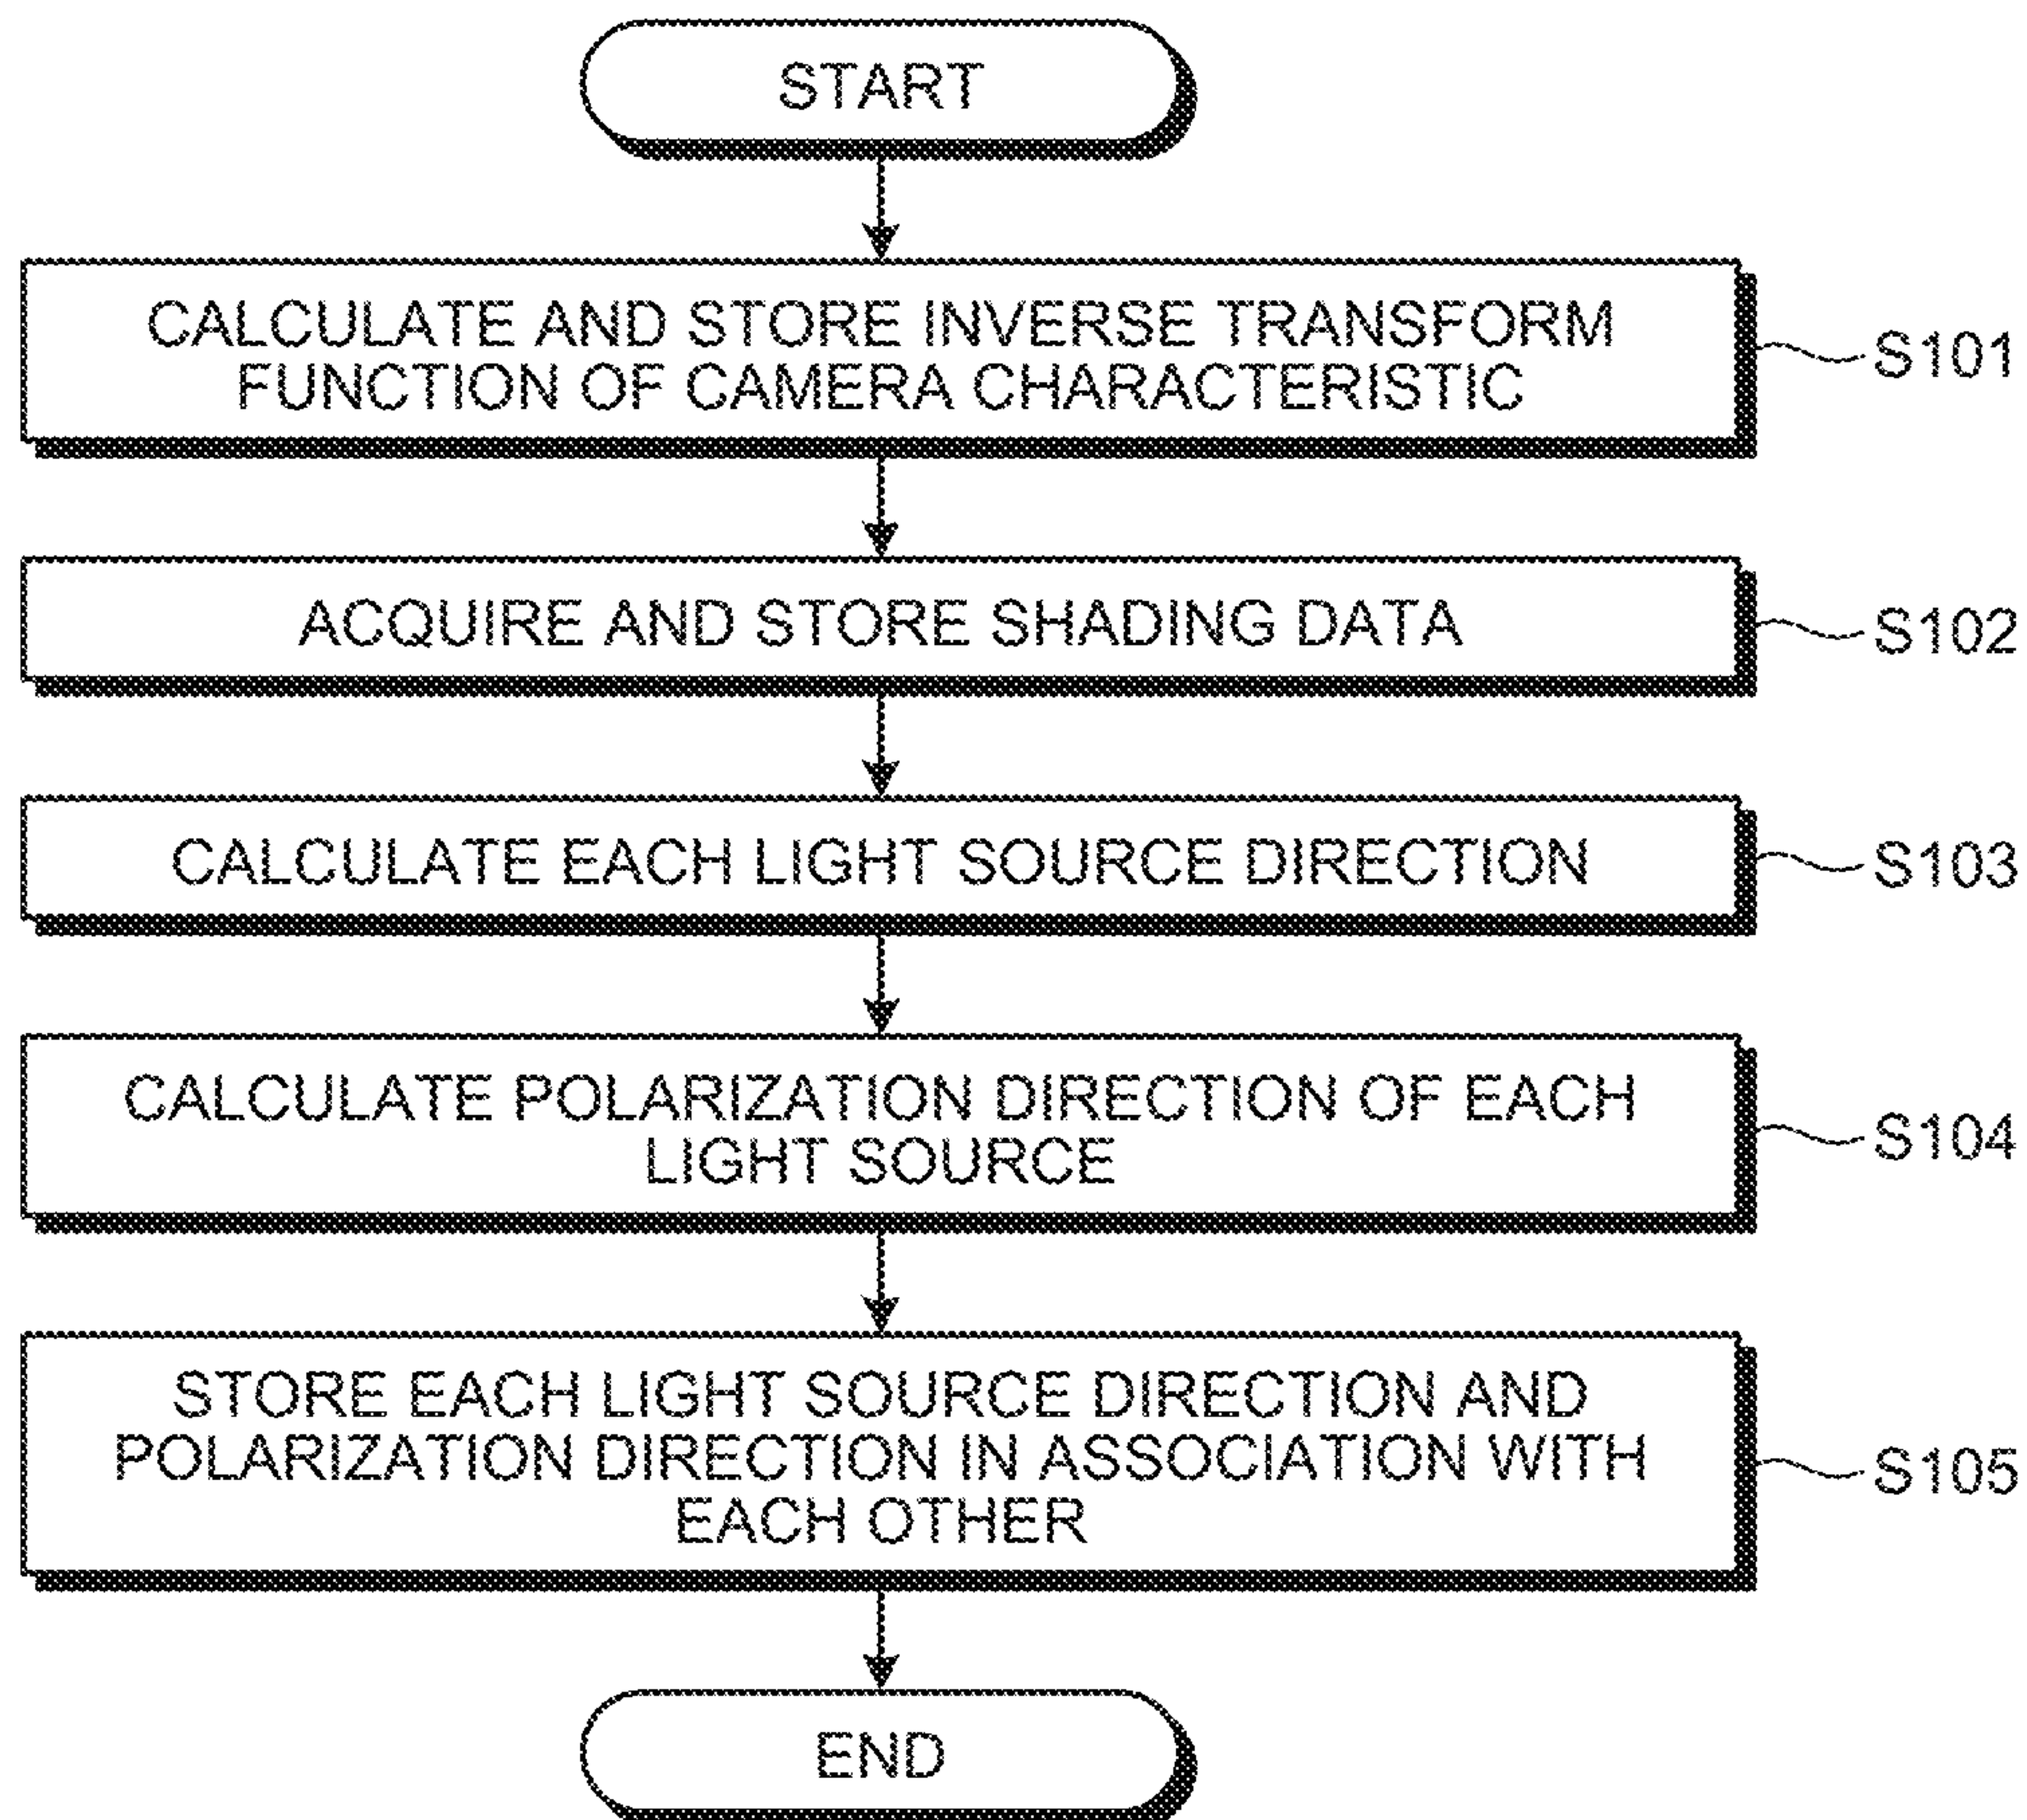 START
CALCULATE AND STORE INVERSE TRANSFORM
FUNCTION OF CAMERA CHARACTERISTIC
S101
ACQUIRE AND STORE SHADING DATA
S102
CALCULATE EACH LIGHT SOURCE DIRECTION
S103
CALCULATE POLARIZATION DIRECTION OF EACH
LIGHT SOURCE
S104
STORE EACH LIGHT SOURCE DIRECTION AND
POLARIZATION DIRECTION IN ASSOCIATION WITH
EACH OTHER
S105
END